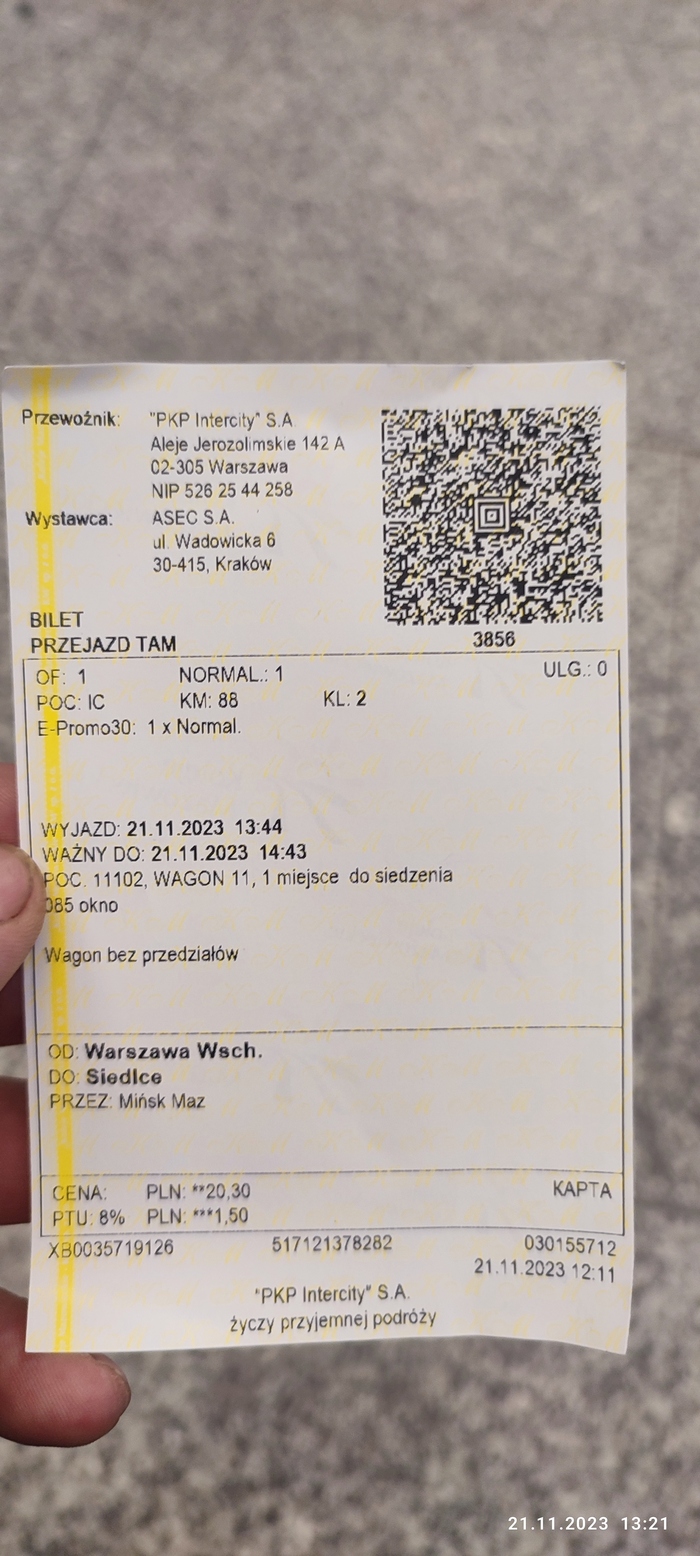 Przewoźnik: "PKP Intercity" S.A.
Aleje Jerozolimskie 142 A
02-305 Warszawa
NIP 526 25 44 258
Wystawca: ASEC S.A.
ul. Wadowicka 6
30-415, Kraków
BILET
PRZEJAZD TAM 3856
OF: 1 NORMAL.: 1 ULG.: 0
POC: IC KM: 88 KL: 2
E-Promo30: 1 x Normal.
WYJAZD: 21.11.2023 13:44
WAŻNY DO: 21.11.2023 14:43
POC. 11102, WAGON 11, 1 miejsce do siedzenia
085 okno
Wagon bez przedziałów
OD: Warszawa Wsch.
DO: Siedlce
PRZEZ: Mińsk Maz
CENA: PLN: **20,30 KAPTA
PTU: 8% PLN: ***1,50
XB0035719126 517121378282 030155712
21.11.2023 12:11
"PKP Intercity" S.A.
życzy przyjemnej podróży
21.11.2023 13:21